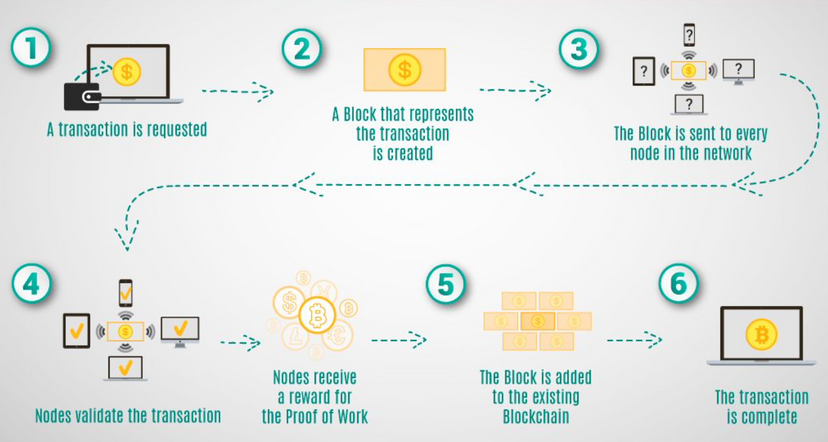 1
A transaction is requested
2
A Block that represents
the transaction
is created
3
The Block is sent to every
node in the network
4
Nodes validate the transaction
Nodes receive
a reward for
the Proof of Work
5
The Block is added
to the existing
Blockchain
6
The transaction
is complete